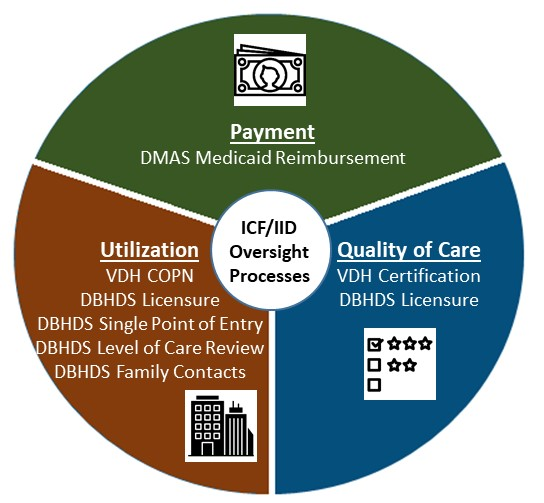 Payment
DMAS Medicaid Reimbursement
ICF/IID
Oversight
Processes
Utilization
VDH COPN
DBHDS Licensure
DBHDS Single Point of Entry
DBHDS Level of Care Review
DBHDS Family Contacts
Quality of Care
VDH Certification
DBHDS Licensure